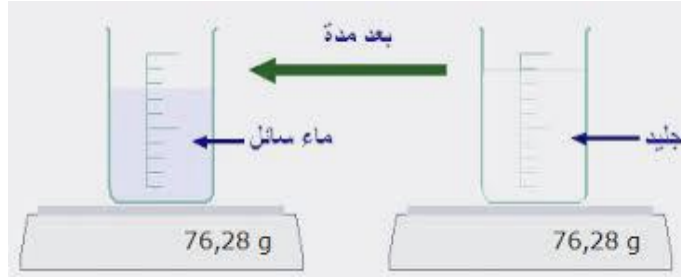 بعد مدة
جليد
ماء سائل
76,28 g
76,28 g